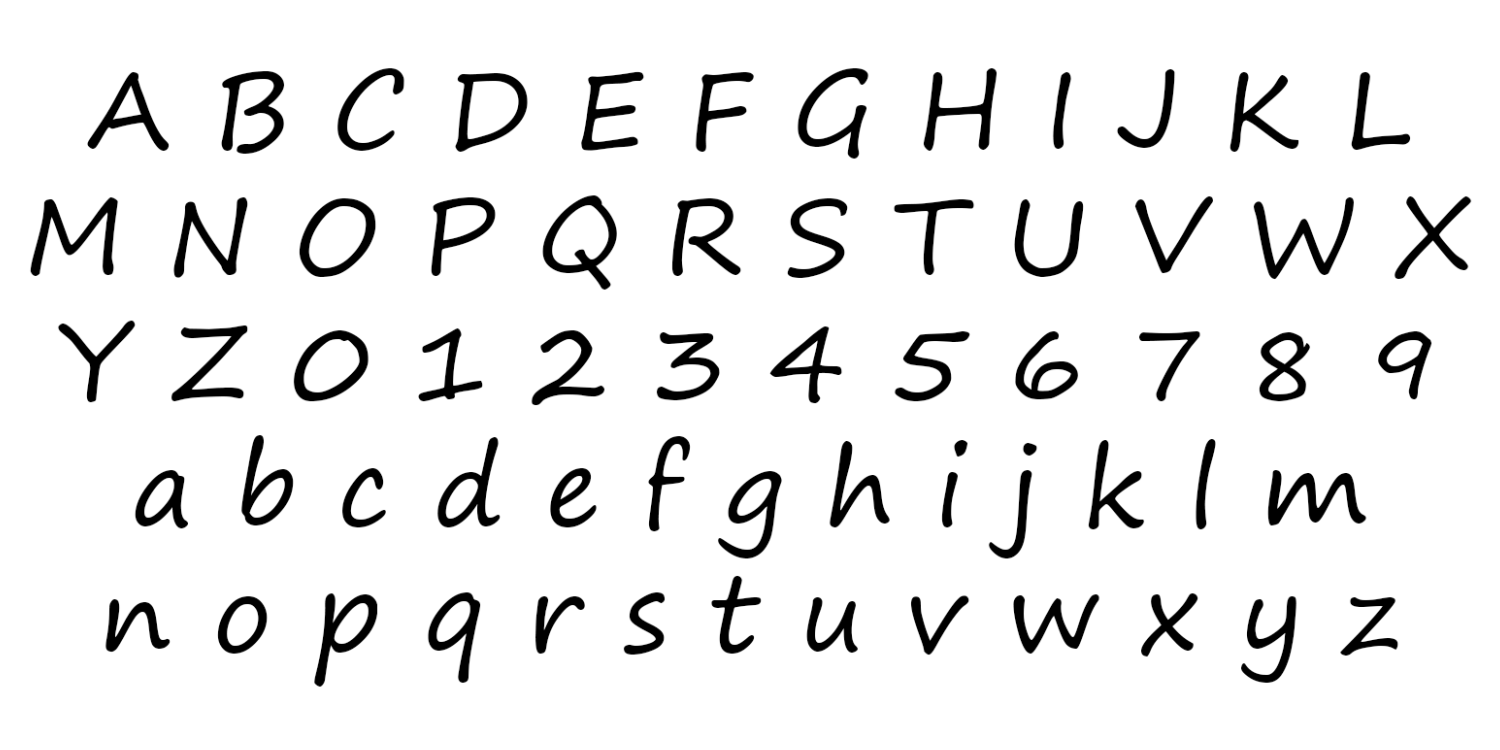 A B C D E F G H I J K L
M N O P Q R S T U V W X
Y Z 0 1 2 3 4 5 6 7 8 9
a b c d e f g h i j k l m
n o p q r s t u v w x y z